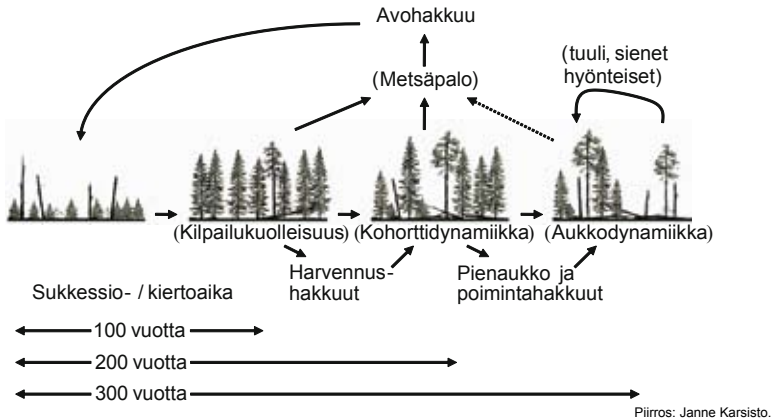 Avohakkuu
(tuuli, sienet
hyönteiset)
(Metsäpalo)
(Kilpailukuolleisuus) (Kohorttidynamiikka) (Aukkodynamiikka)
Harvennus-
hakkuut
Pienaukko ja
poimintahakkuut
Sukkessio- / kiertoaika
100 vuotta
200 vuotta
300 vuotta
Piirros: Janne Karsisto.